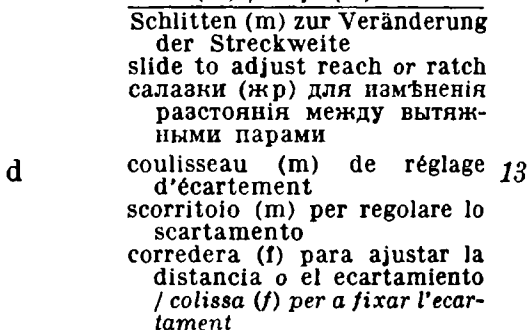 Schlitten (m) zur Veränderung
der Streckweite
slide to adjust reach or ratch
салазки (жр) для измѣненія
разстоянія между вытяж-
ными парами
d coulisseau (m) de réglage 13
d'écartement
scorritoio (m) per regolare lo
scartamento
corredera (f) para ajustar la
distancia o el ecartamiento
/ colissa (f) per a fixar l'ecar-
tament